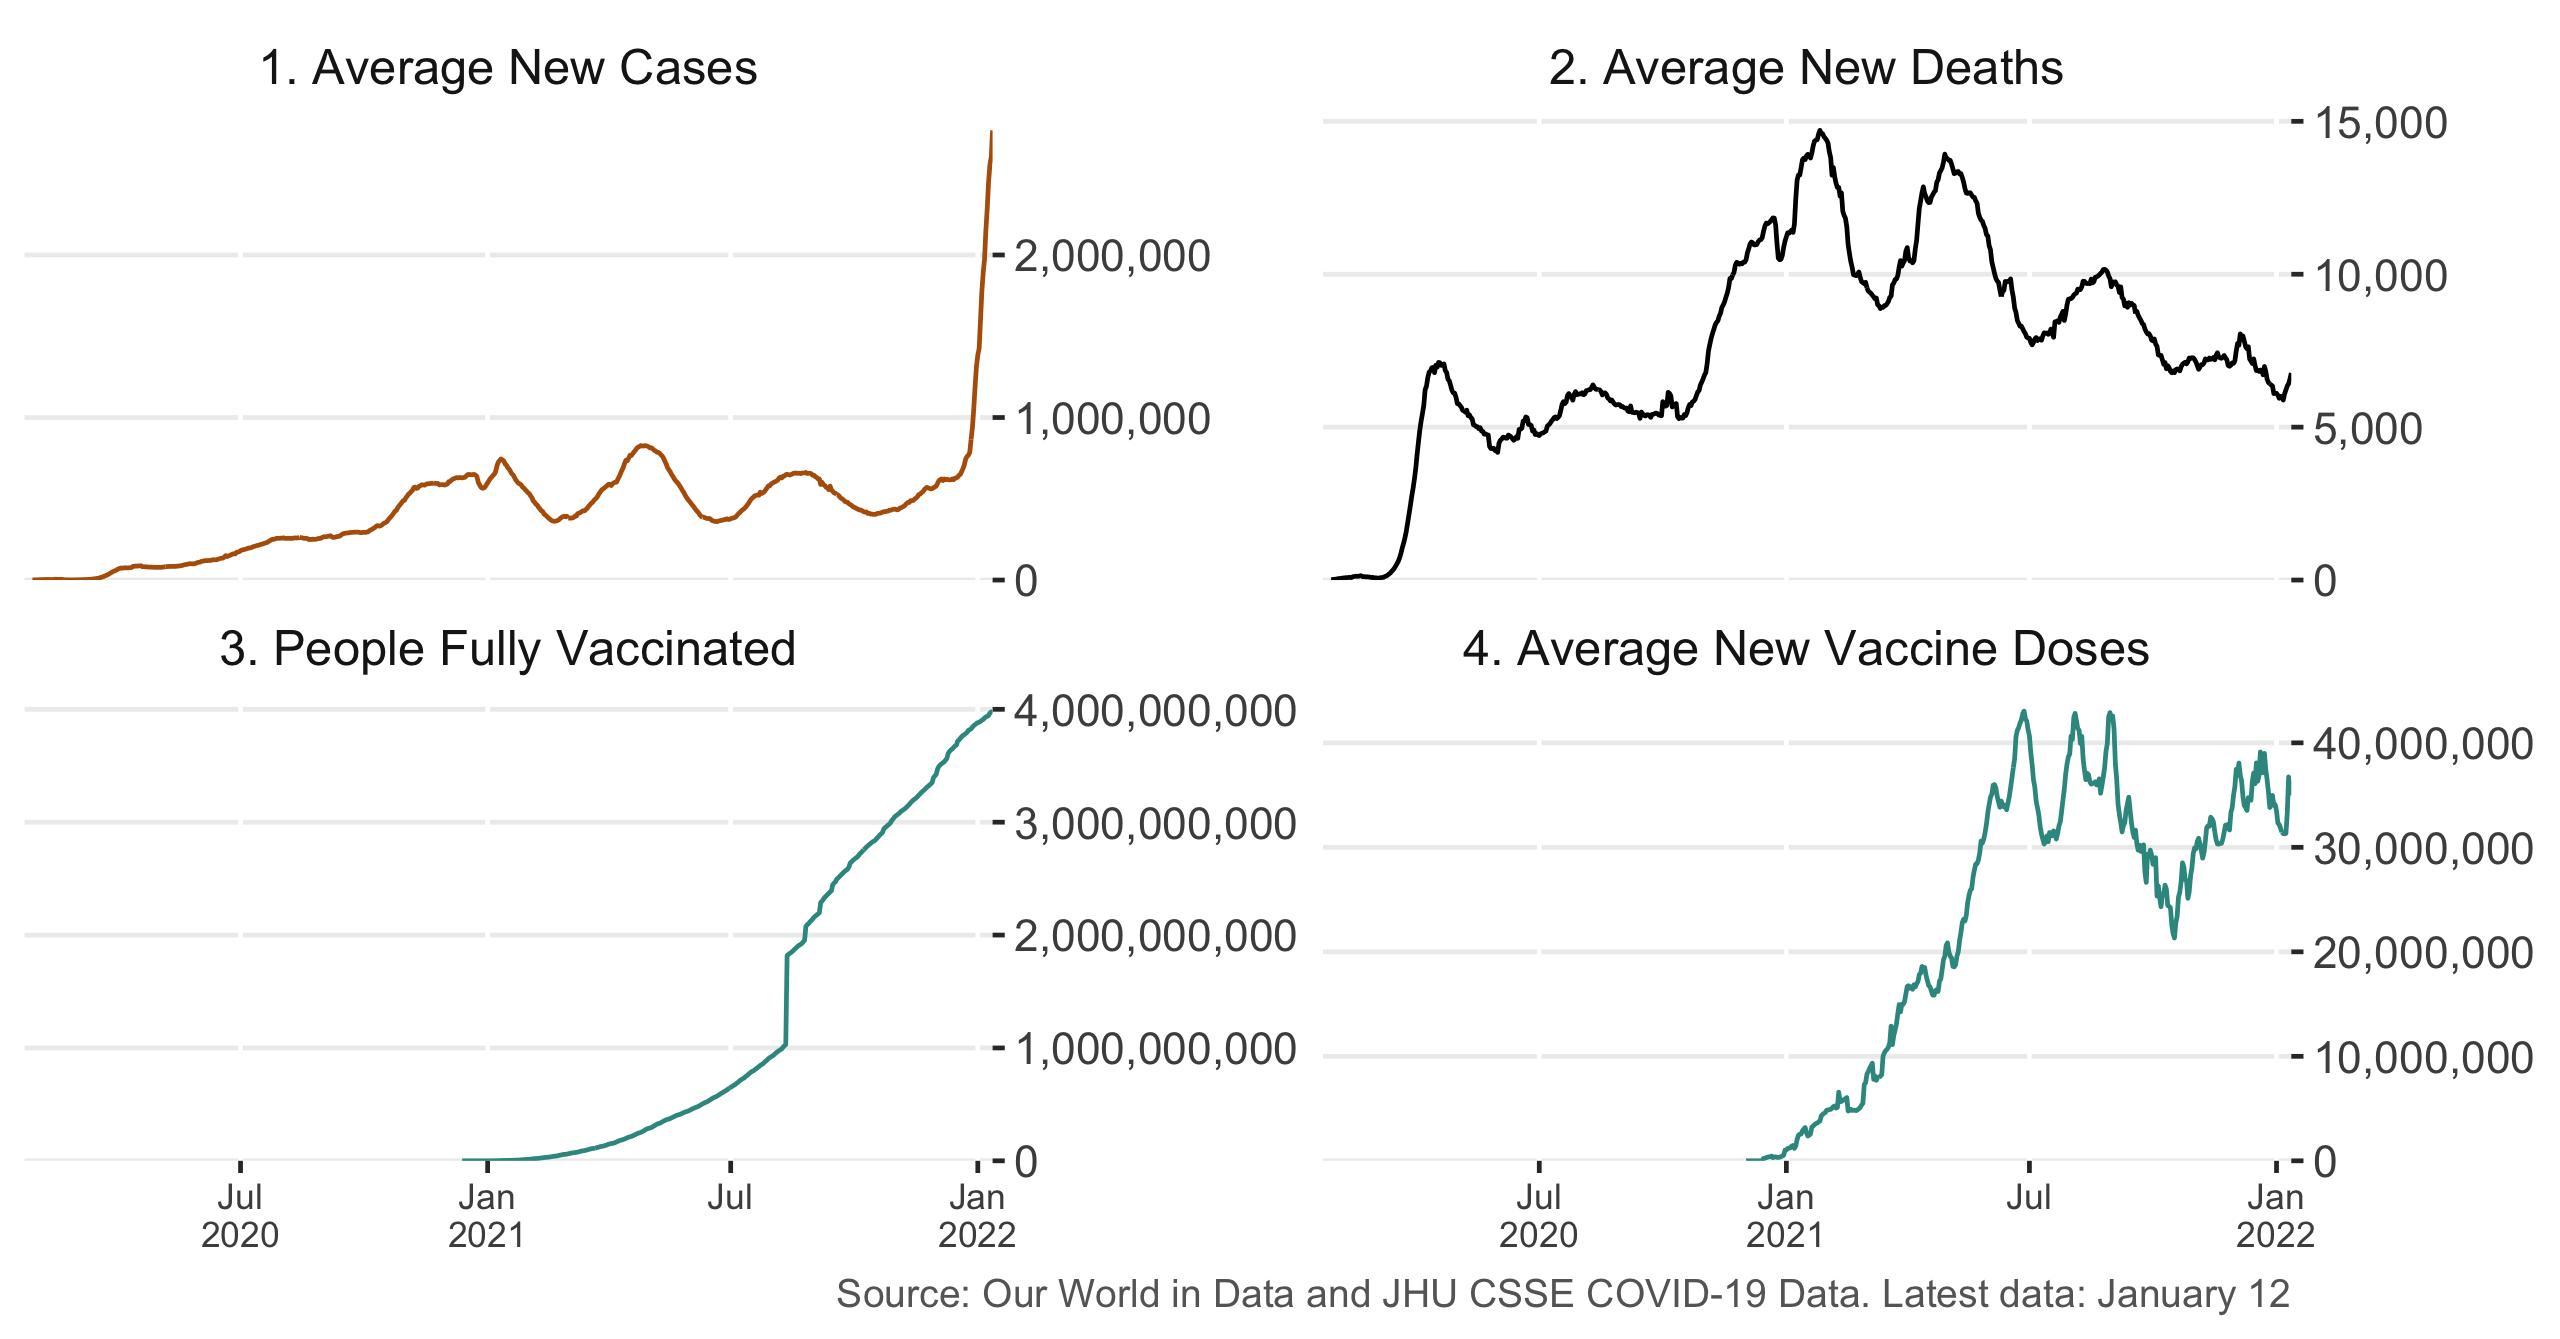 1. Average New Cases
2,000,000
1,000,000
0
2. Average New Deaths
15,000
10,000
5,000
0
3. People Fully Vaccinated
4,000,000,000
3,000,000,000
2,000,000,000
1,000,000,000
0
Jul
2020
Jan
2021
Jul
Jan
2022
4. Average New Vaccine Doses
40,000,000
30,000,000
20,000,000
10,000,000
0
Jul
2020
Jan
2021
Jul
Jan
2022
Source: Our World in Data and JHU CSSE COVID-19 Data. Latest data: January 12